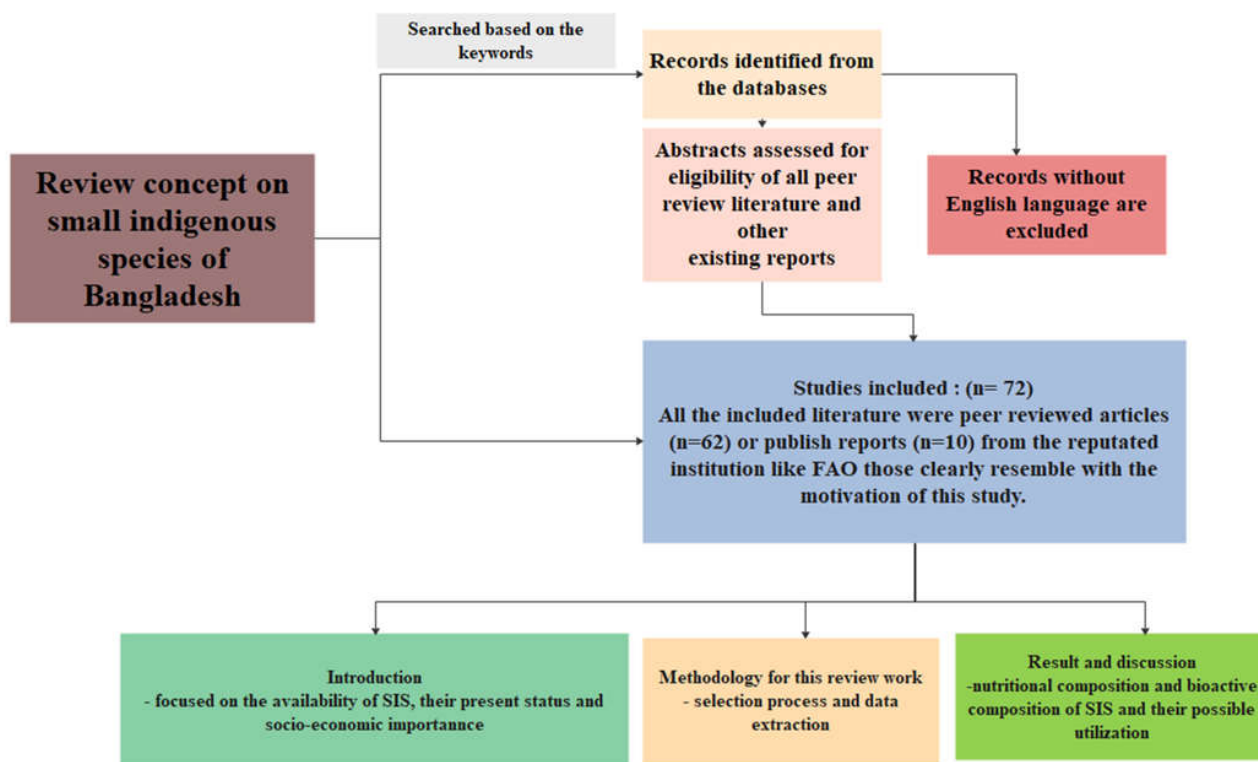 Searched based on the
keywords
Records identified from
the databases
Review concept on
small indigenous
species of
Bangladesh
Abstracts assessed for
eligibility of all peer
review literature and
other
existing reports
Records without
English language are
excluded
Studies included : (n= 72)
All the included literature were peer reviewed articles
(n=62) or publish reports (n=10) from the reputated
institution like FAO those clearly resemble with the
motivation of this study.
Introduction
- focused on the availability of SIS, their present status and
socio-economic importannce
Methodology for this review work
- selection process and data
extraction
Result and discussion
-nutritional composition and bioactive
composition of SIS and their possible
utilization